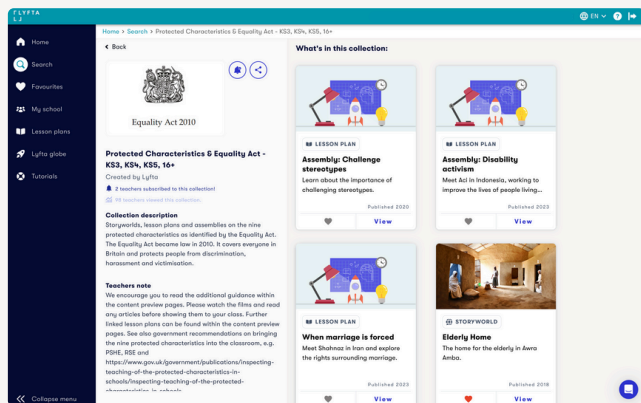 LYFTA
EN
Home > Search > Protected Characteristics & Equality Act - KS3, KS4, KS5, 16+
Home
Search
Favourites
My school
Lesson plans
Lyfta globe
Tutorials
Collapse menu
Back
Equality Act 2010
Protected Characteristics & Equality Act -
KS3, KS4, KS5, 16+
Created by Lyfta
2 teachers subscribed to this collection!
98 teachers viewed this collection.
Collection description
Storyworlds, lesson plans and assemblies on the nine
protected characteristics as identified by the Equality Act.
The Equality Act became law in 2010. It covers everyone in
Britain and protects people from discrimination,
harassment and victimisation.
Teachers note
We encourage you to read the additional guidance within
the content preview pages. Please watch the films and read
any articles before showing them to your class. Further
linked lesson plans can be found within the content preview
pages. See also government recommendations on bringing
the nine protected characteristics into the classroom, e.g.
PSHE, RSE and
https://www.gov.uk/government/publications/inspecting-
teaching-of-the-protected-characteristics-in-
schools/inspecting-teaching-of-the-protected-
characteristics-in-schools
What's in this collection:
LESSON PLAN
Assembly: Challenge
stereotypes
Learn about the importance of
challenging stereotypes.
Published 2020
View
LESSON PLAN
Assembly: Disability
activism
Meet Aci in Indonesia, working to
improve the lives of people living...
Published 2023
View
LESSON PLAN
When marriage is forced
Meet Shahnaz in Iran and explore
the rights surrounding marriage.
Published 2023
View
STORYWORLD
Elderly Home
The home for the elderly in Awra
Amba.
Published 2018
View